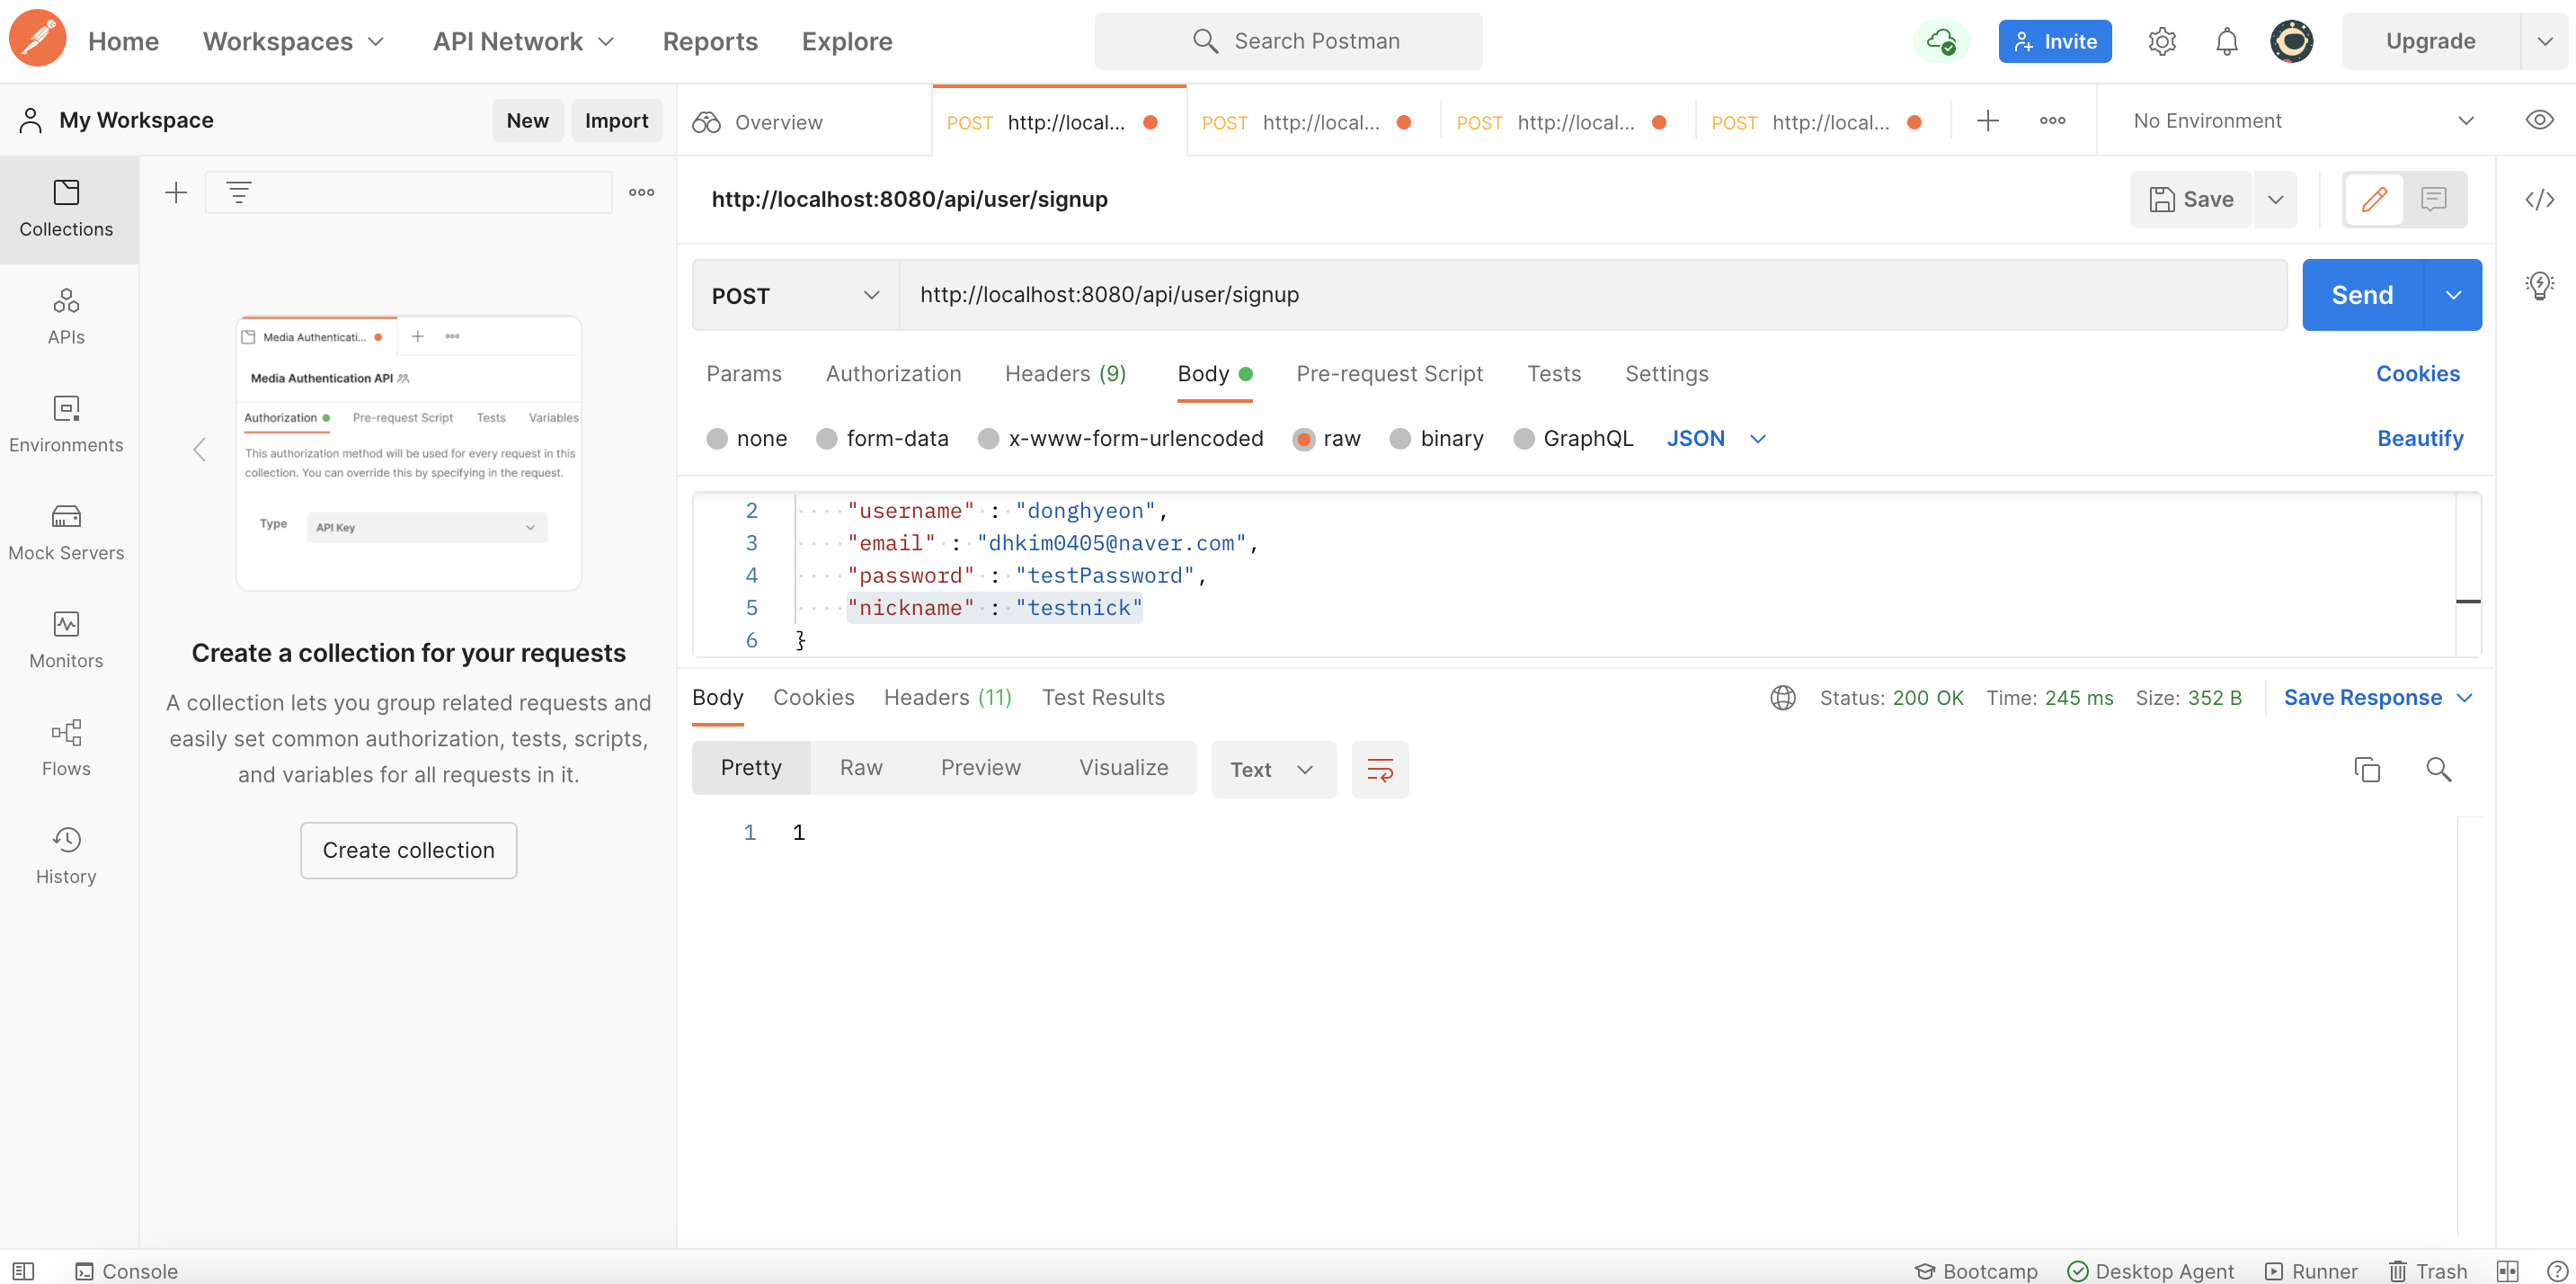 Home Workspaces API Network Reports Explore Search Postman Invite Upgrade
My Workspace New Import Overview POST http://local... POST http://local... POST http://local... POST http://local... No Environment
Collections
APIs
Environments
Mock Servers
Monitors
Flows
History
Media Authenticati...
Media Authentication API
Authorization Pre-request Script Tests Variables
This authorization method will be used for every request in this
collection. You can override this by specifying in the request.
Type API Key
Create a collection for your requests
A collection lets you group related requests and
easily set common authorization, tests, scripts,
and variables for all requests in it.
Create collection
http://localhost:8080/api/user/signup Save
POST http://localhost:8080/api/user/signup Send
Params Authorization Headers (9) Body Pre-request Script Tests Settings Cookies
none form-data x-www-form-urlencoded raw binary GraphQL JSON Beautify
2 "username" : "donghyeon",
3 "email" : "dhkim0405@naver.com",
4 "password" : "testPassword",
5 "nickname" : "testnick"
6 }
Body Cookies Headers (11) Test Results Status: 200 OK Time: 245 ms Size: 352 B Save Response
Pretty Raw Preview Visualize Text
1 1
Console Bootcamp Desktop Agent Runner Trash